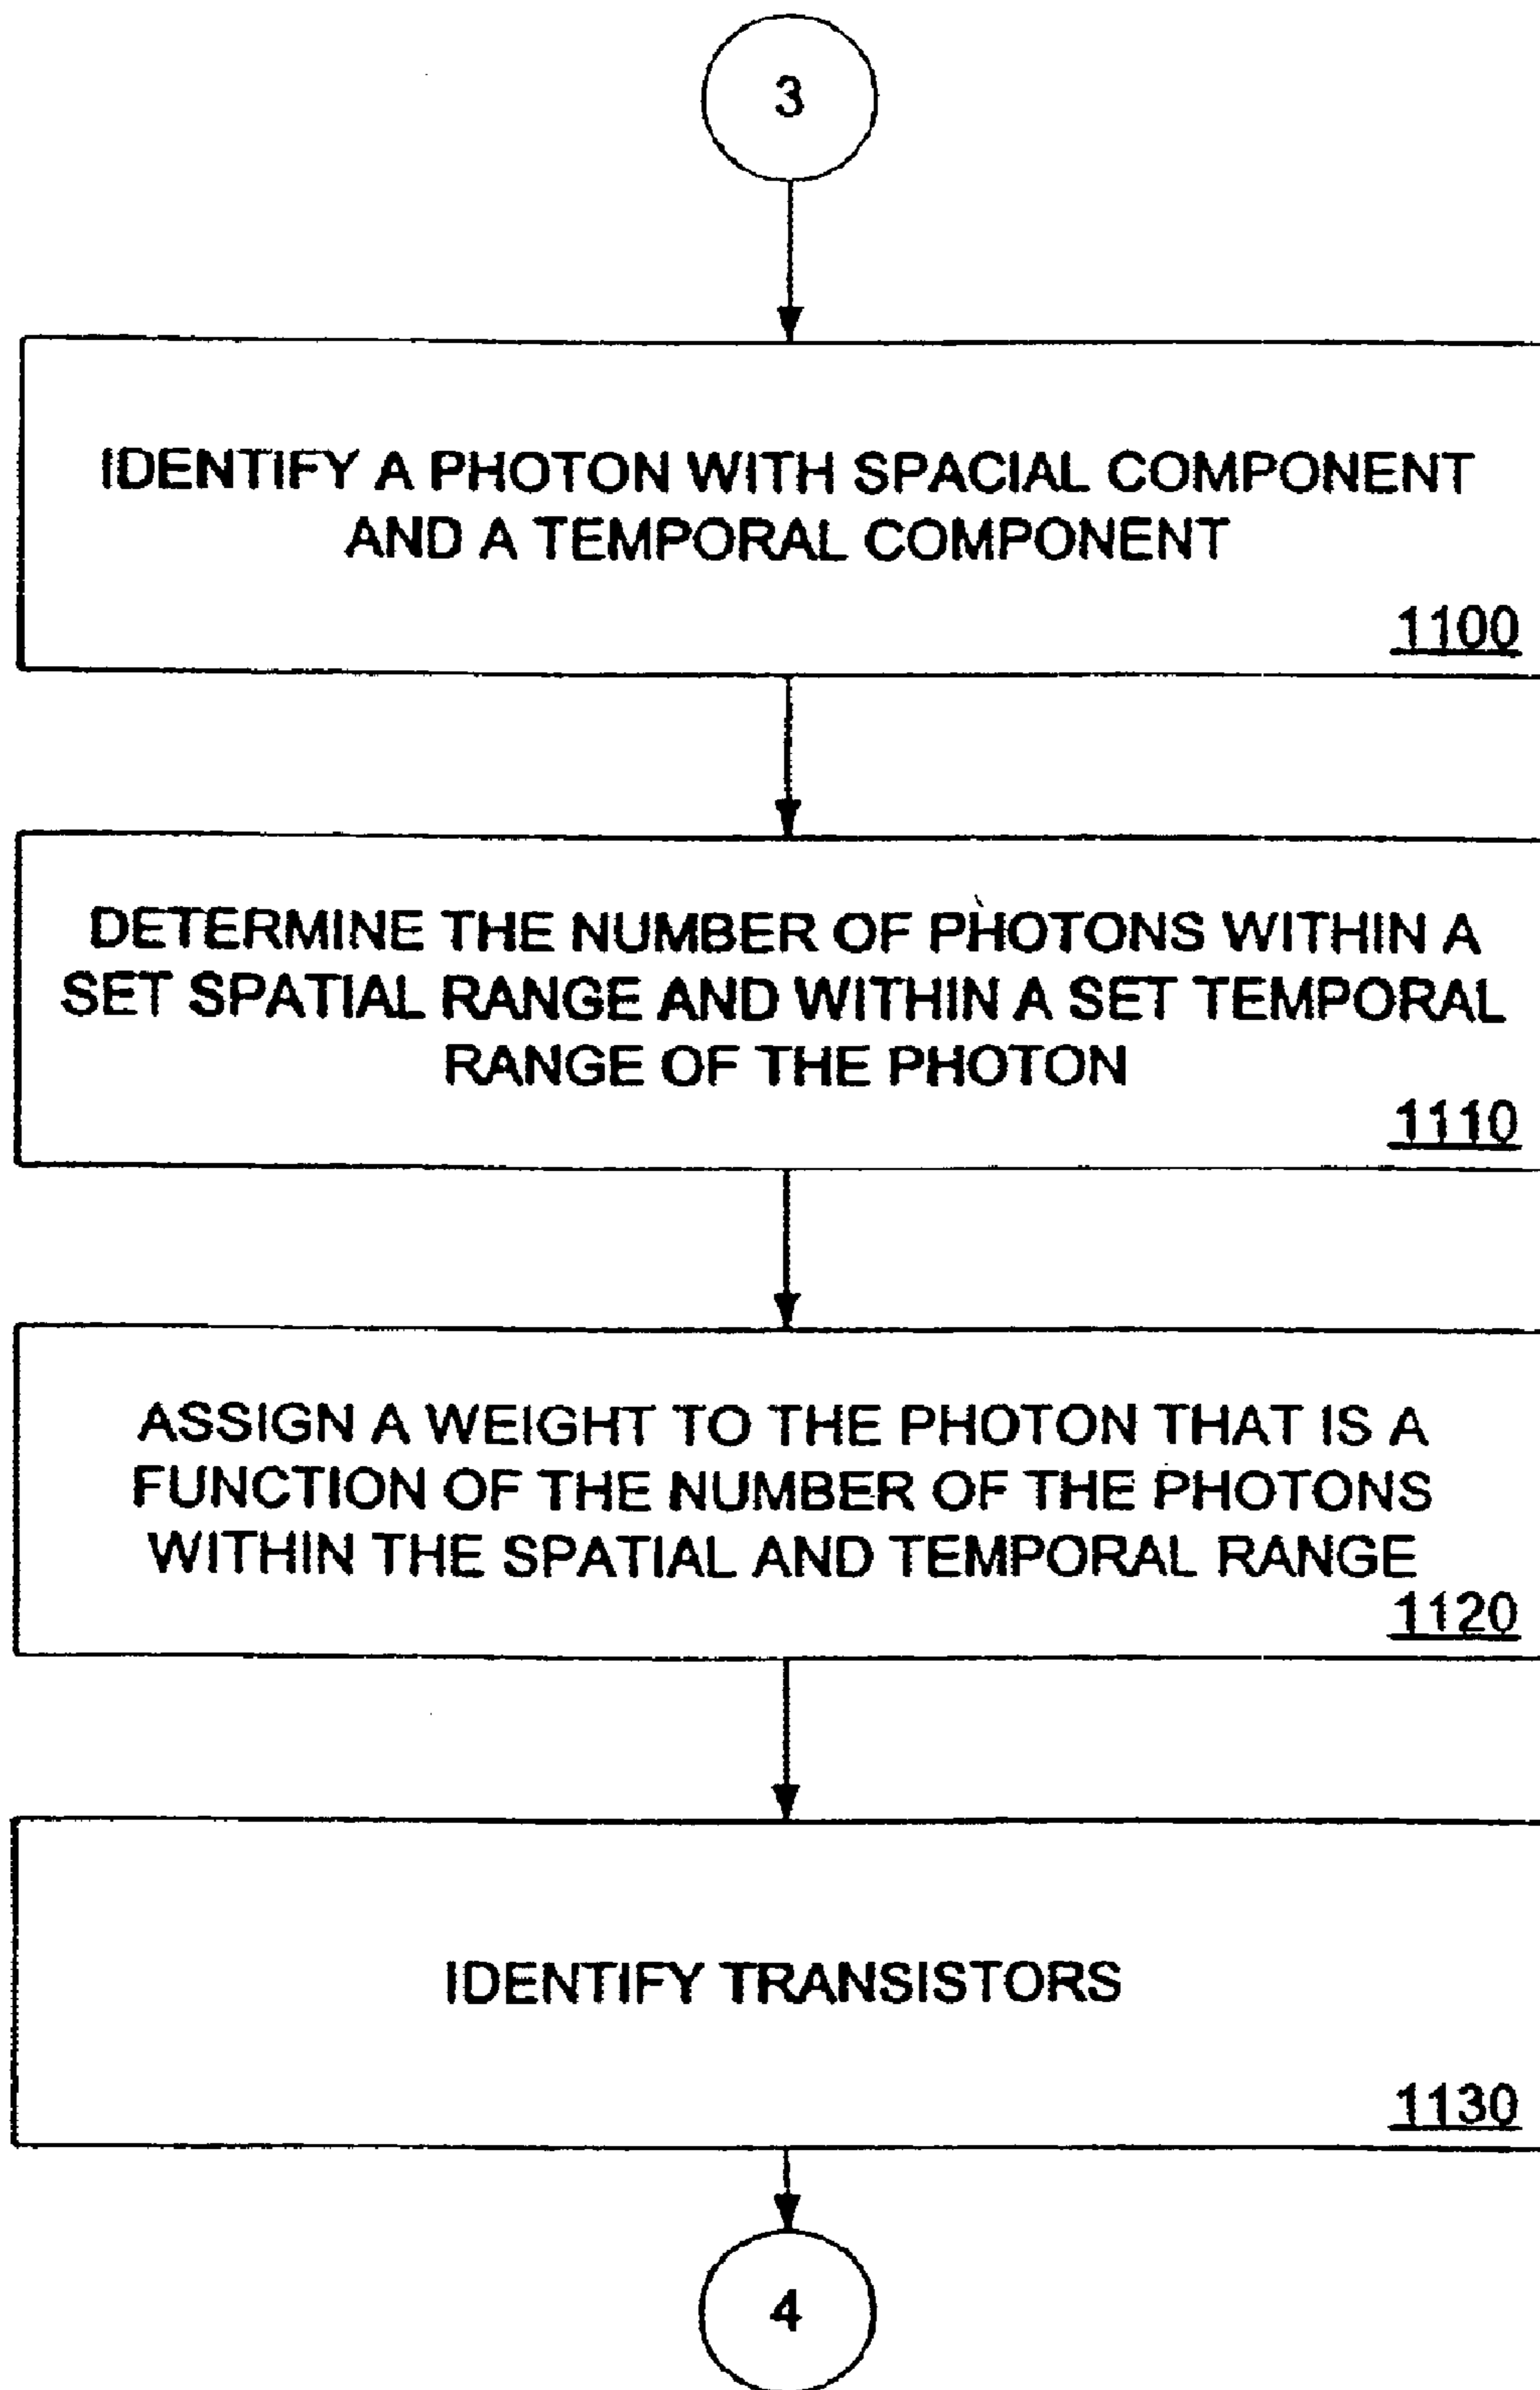 3
IDENTIFY A PHOTON WITH SPACIAL COMPONENT
AND A TEMPORAL COMPONENT
1100
DETERMINE THE NUMBER OF PHOTONS WITHIN A
SET SPATIAL RANGE AND WITHIN A SET TEMPORAL
RANGE OF THE PHOTON
1110
ASSIGN A WEIGHT TO THE PHOTON THAT IS A
FUNCTION OF THE NUMBER OF THE PHOTONS
WITHIN THE SPATIAL AND TEMPORAL RANGE
1120
IDENTIFY TRANSISTORS
1130
4